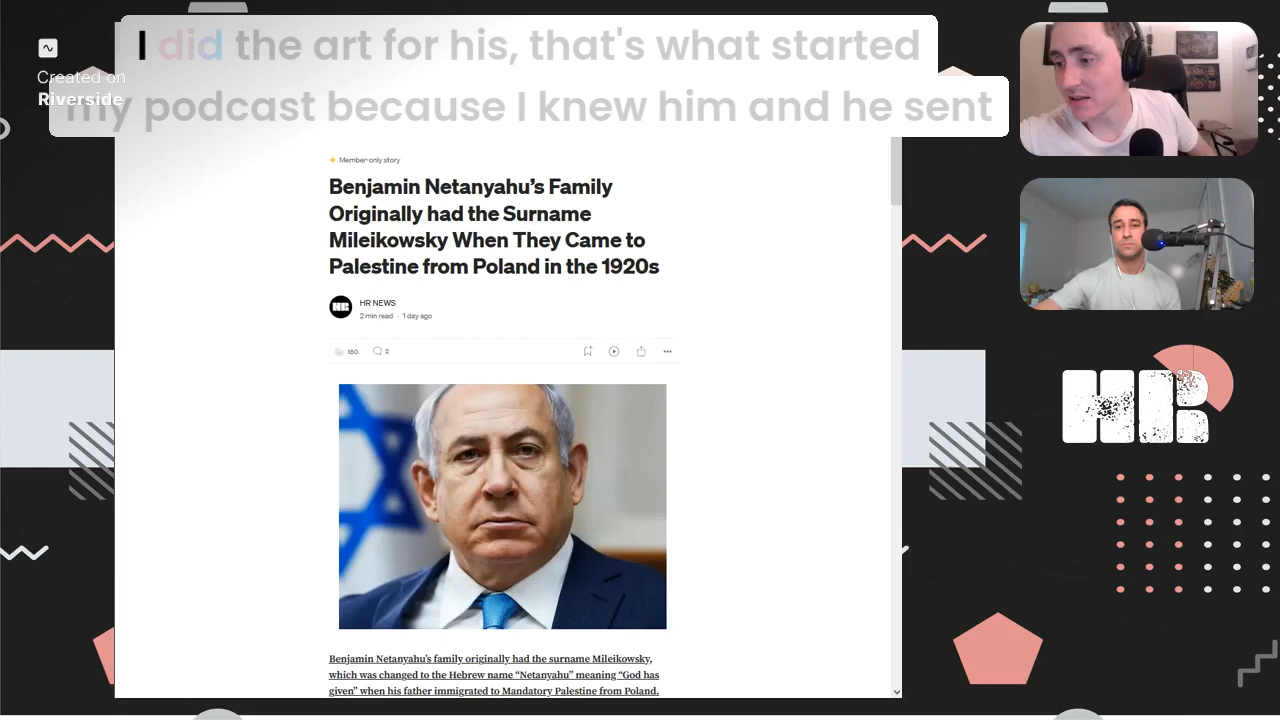 I did the art for his, that's what started
my podcast because I knew him and he sent
Created on
Riverside
Member-only story
Benjamin Netanyahu's Family
Originally had the Surname
Mileikowsky When They Came to
Palestine from Poland in the 1920s
HR NEWS
2 min read · 1 day ago
180
2
Benjamin Netanyahu's family originally had the surname Mileikowsky,
which was changed to the Hebrew name "Netanyahu" meaning "God has
given" when his father immigrated to Mandatory Palestine from Poland.
HR